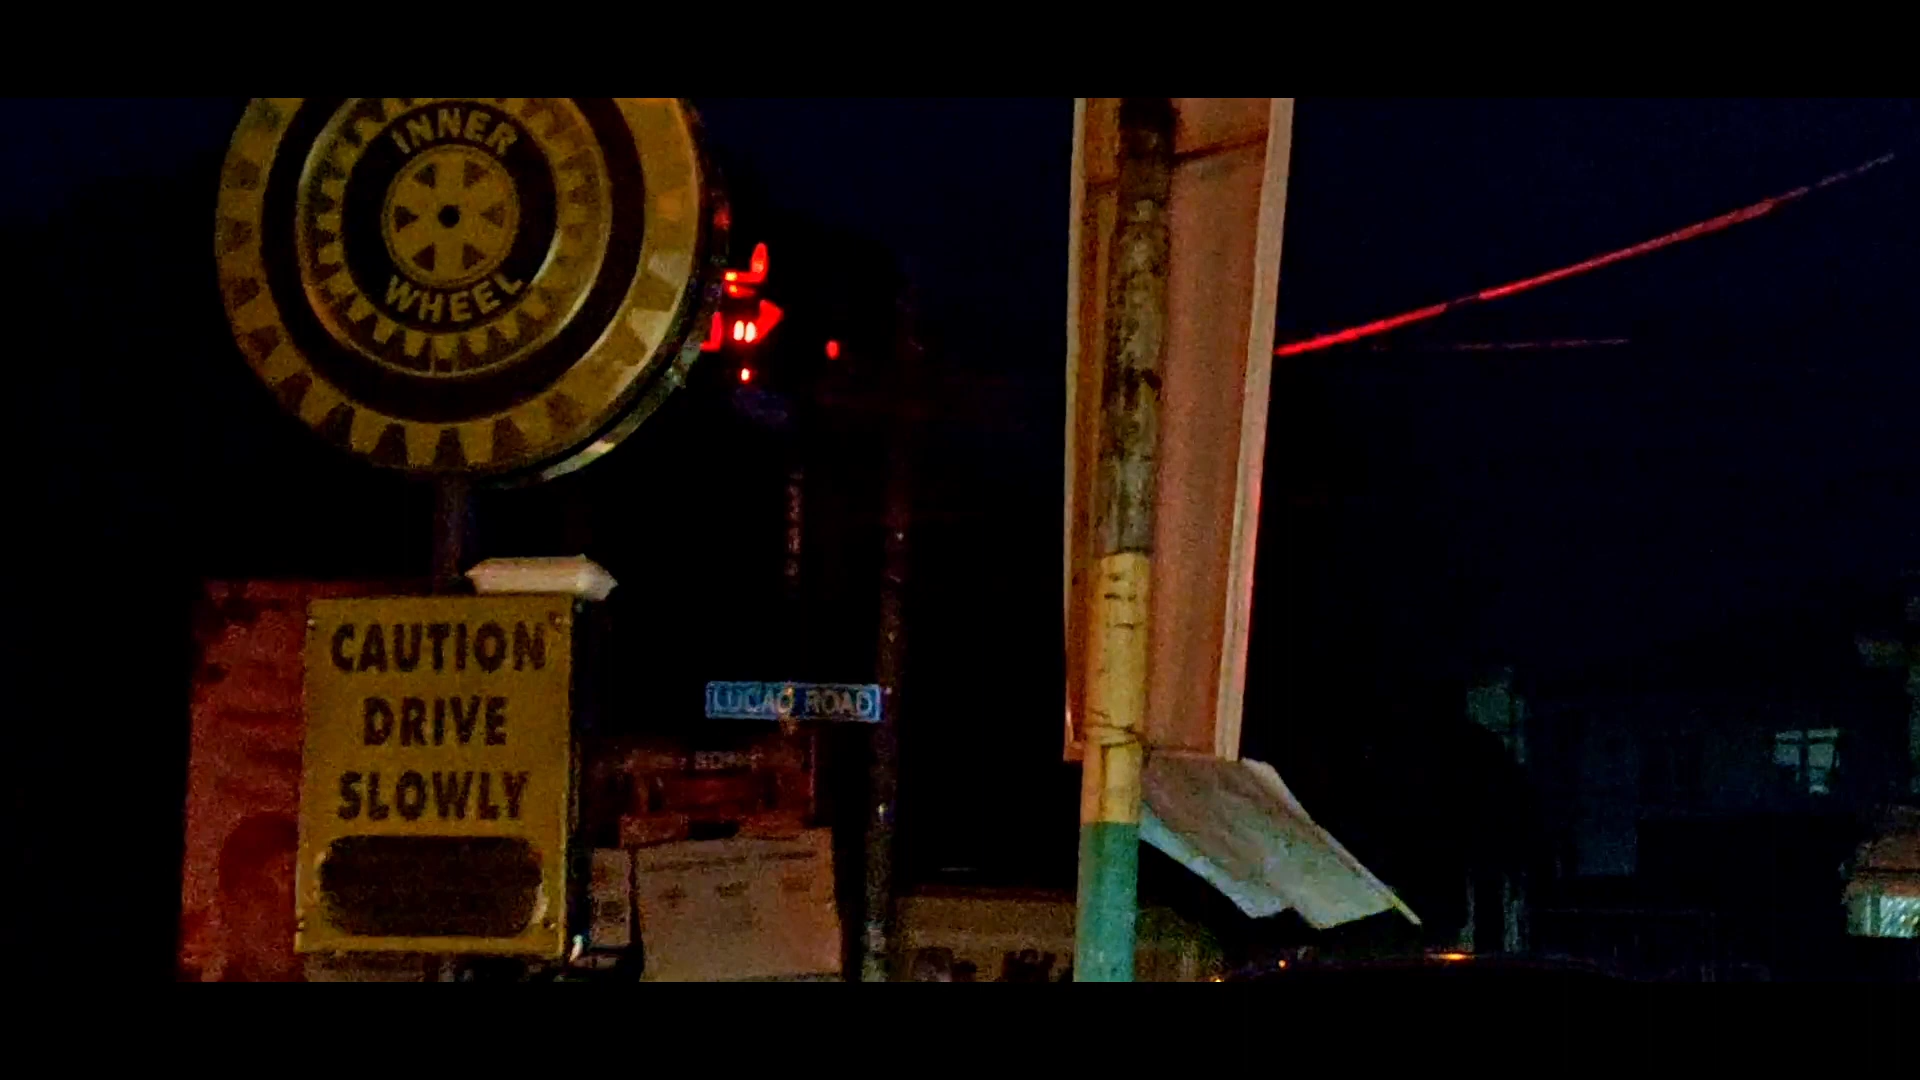 INNER
WHEEL
CAUTION
DRIVE
SLOWLY
LUCAO ROAD